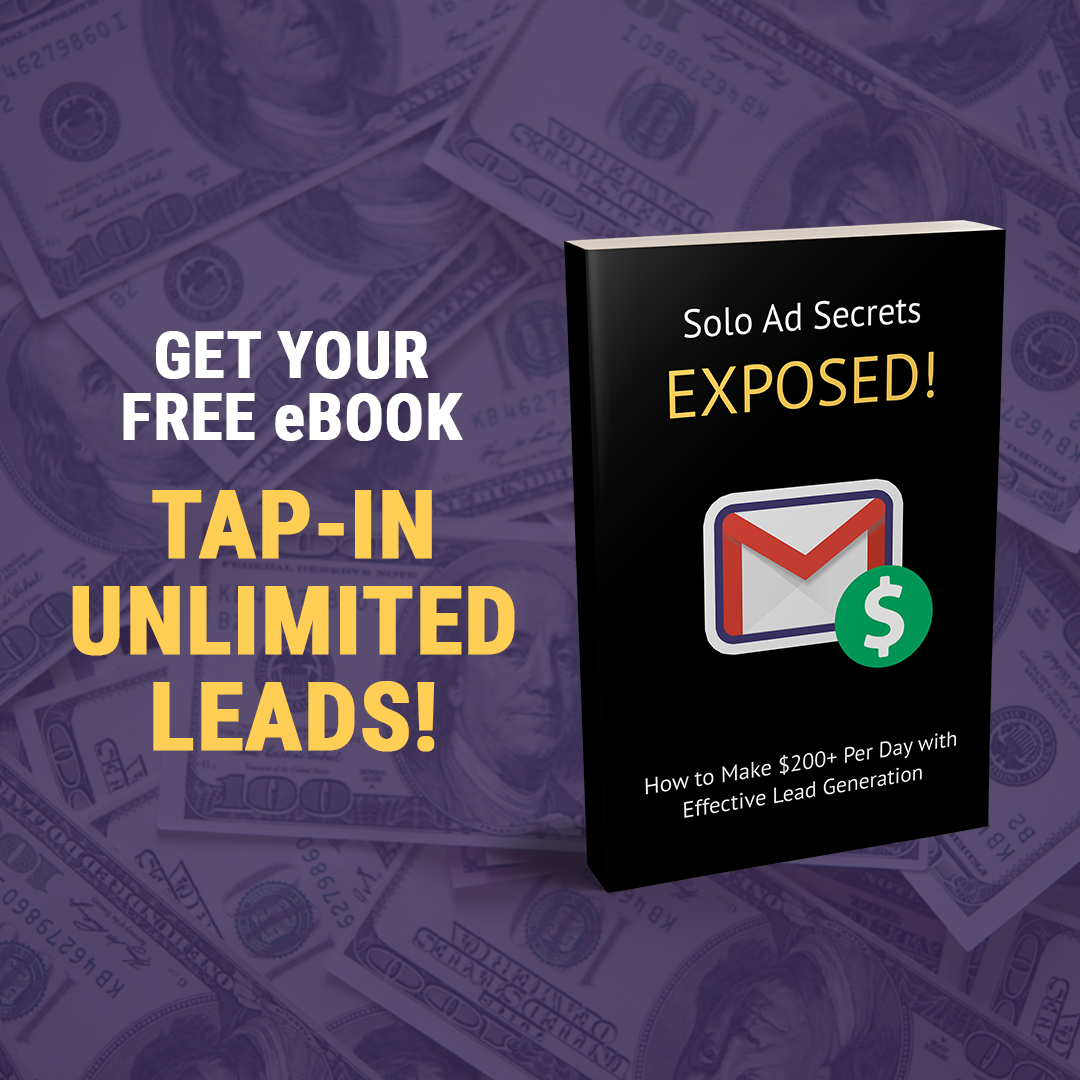 GET YOUR
FREE eBOOK
TAP-IN
UNLIMITED
LEADS!
Solo Ad Secrets
EXPOSED!
$
How to Make $200+ Per Day with
Effective Lead Generation